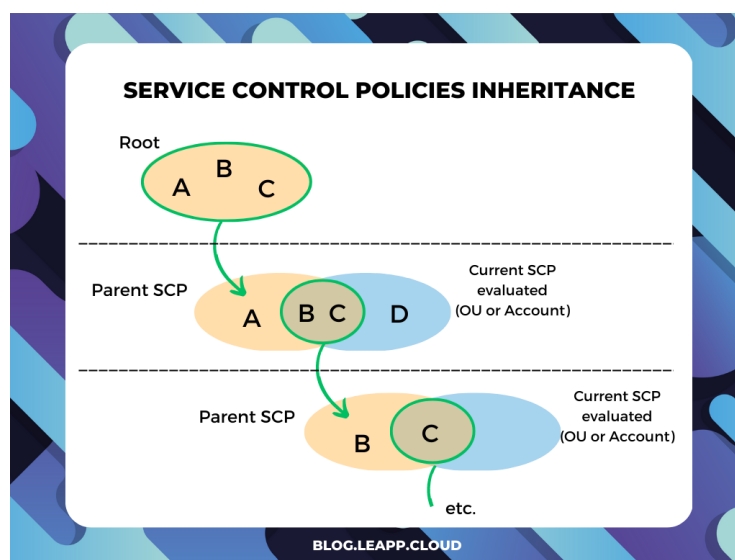 SERVICE CONTROL POLICIES INHERITANCE
Root
A B C
Parent SCP
A B C D
Current SCP
evaluated
(OU or Account)
Parent SCP
B C
Current SCP
evaluated
(OU or Account)
etc.
BLOG.LEAPP.CLOUD